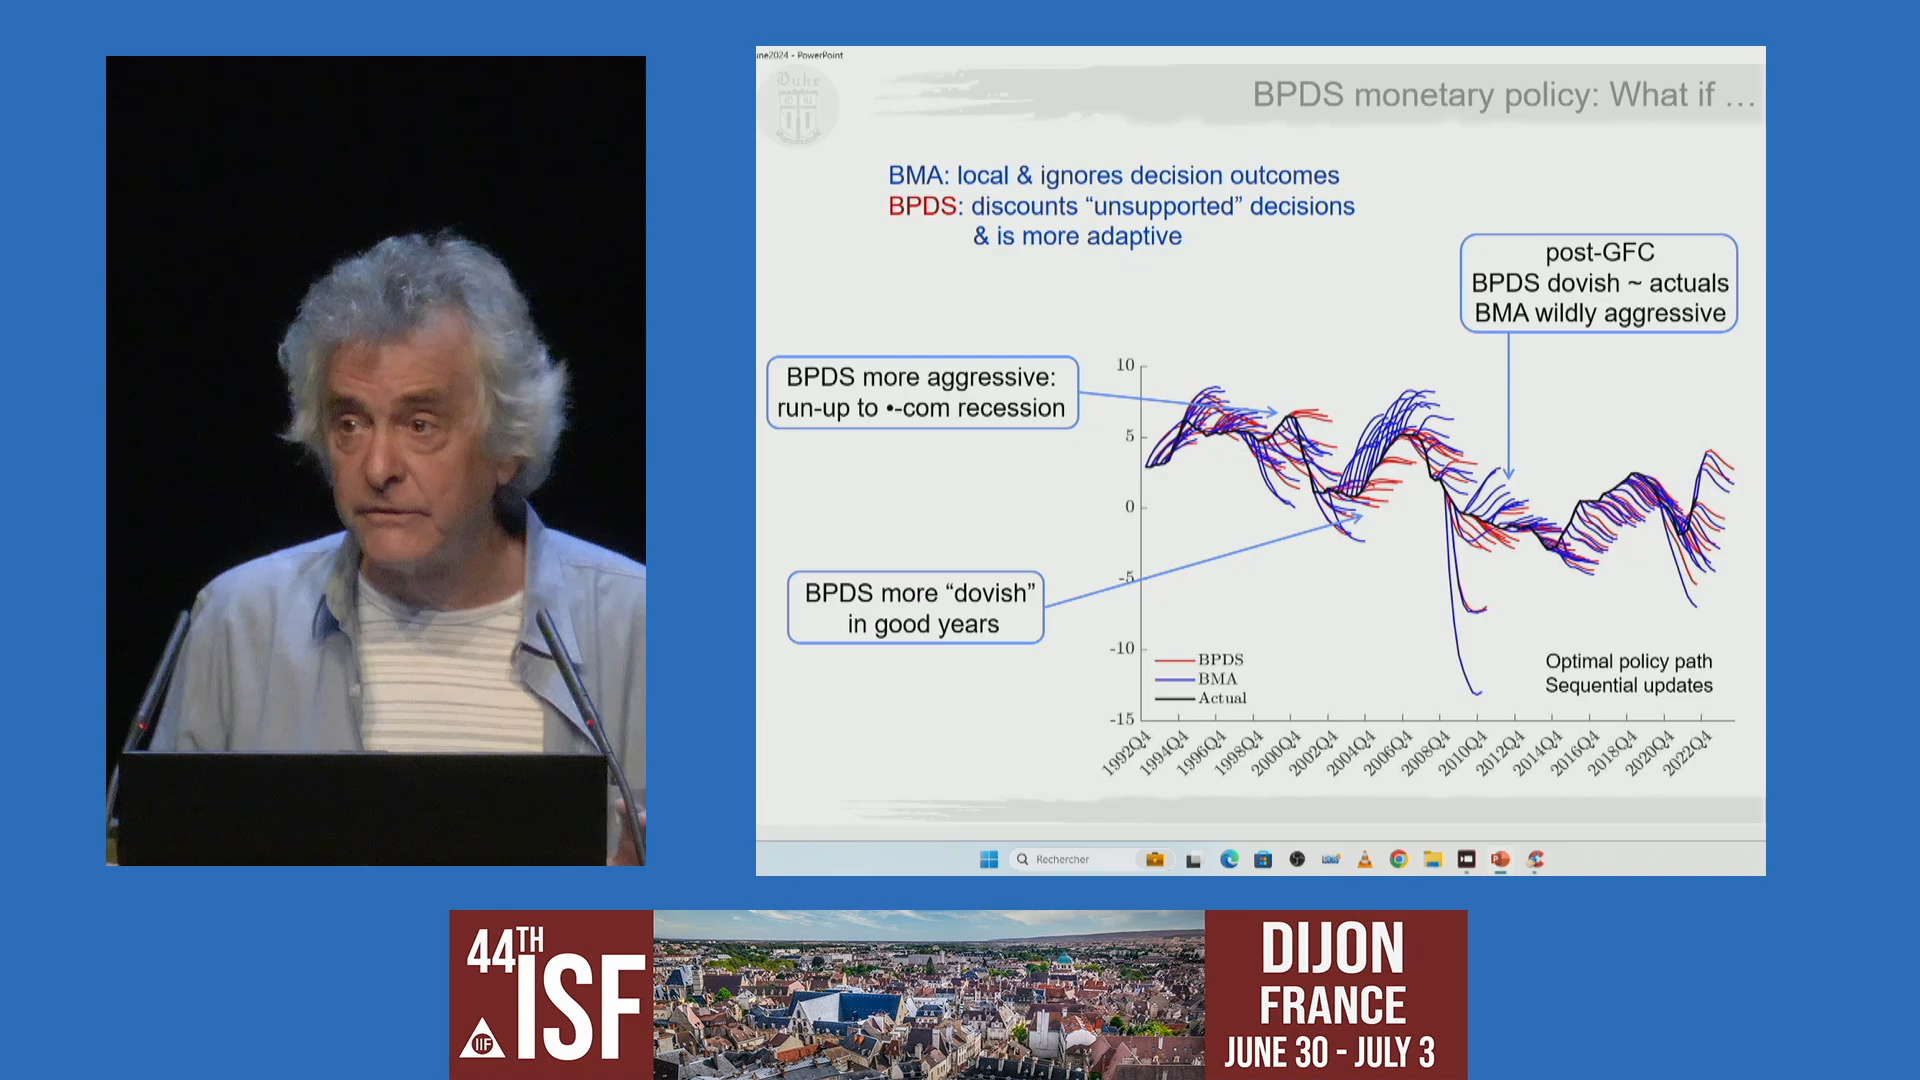 une2024 - PowerPoint
Duke
BPDS monetary policy: What if …
BMA: local & ignores decision outcomes
BPDS: discounts “unsupported” decisions
& is more adaptive
post-GFC
BPDS dovish ~ actuals
BMA wildly aggressive
BPDS more aggressive:
run-up to •-com recession
BPDS more “dovish”
in good years
10
5
0
-5
-10
-15
BPDS
BMA
Actual
Optimal policy path
Sequential updates
1992Q4
1994Q4
1996Q4
1998Q4
2000Q4
2002Q4
2004Q4
2006Q4
2008Q4
2010Q4
2012Q4
2014Q4
2016Q4
2018Q4
2020Q4
2022Q4
Rechercher
44TH
ISF
IIF
DIJON
FRANCE
JUNE 30 - JULY 3